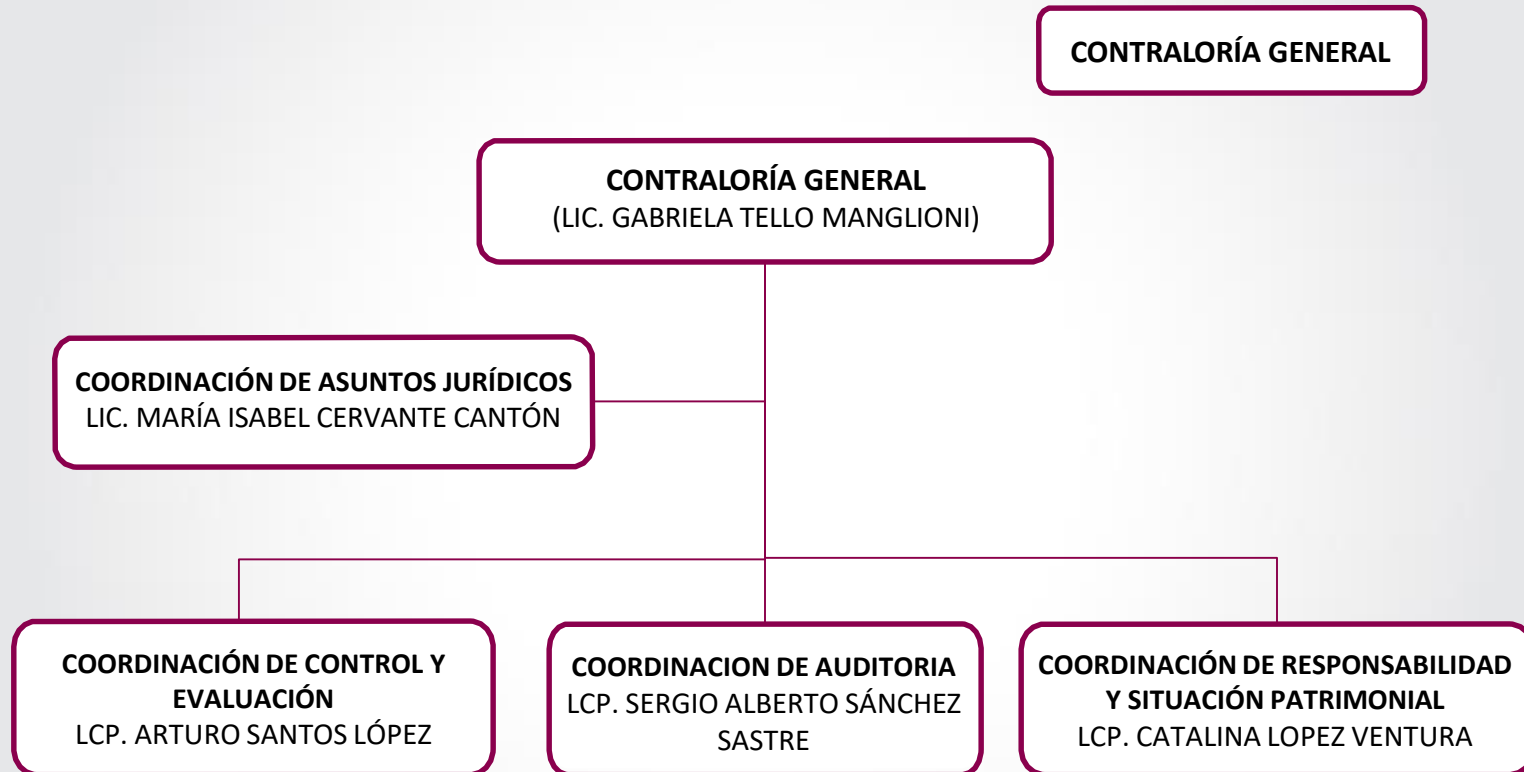 CONTRALORÍA GENERAL
CONTRALORÍA GENERAL
(LIC. GABRIELA TELLO MANGLIONI)
COORDINACIÓN DE ASUNTOS JURÍDICOS
LIC. MARÍA ISABEL CERVANTE CANTÓN
COORDINACIÓN DE CONTROL Y
EVALUACIÓN
LCP. ARTURO SANTOS LÓPEZ
COORDINACION DE AUDITORIA
LCP. SERGIO ALBERTO SÁNCHEZ
SASTRE
COORDINACIÓN DE RESPONSABILIDAD
Y SITUACIÓN PATRIMONIAL
LCP. CATALINA LOPEZ VENTURA